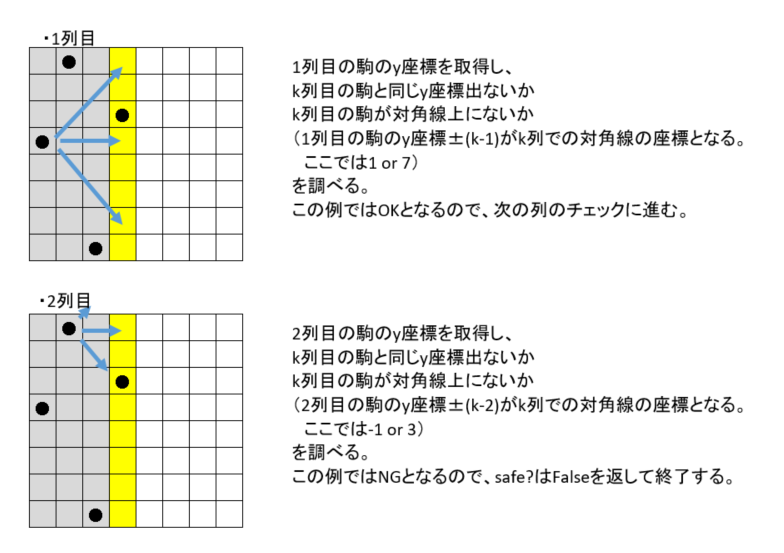 ・1列目
1列目の駒のy座標を取得し、
k列目の駒と同じy座標出ないか
k列目の駒が対角線上にないか
（1列目の駒のy座標±(k-1)がk列での対角線の座標となる。
ここでは1 or 7）
を調べる。
この例ではOKとなるので、次の列のチェックに進む。
・2列目
2列目の駒のy座標を取得し、
k列目の駒と同じy座標出ないか
k列目の駒が対角線上にないか
（2列目の駒のy座標±(k-2)がk列での対角線の座標となる。
ここでは-1 or 3）
を調べる。
この例ではNGとなるので、safe?はFalseを返して終了する。